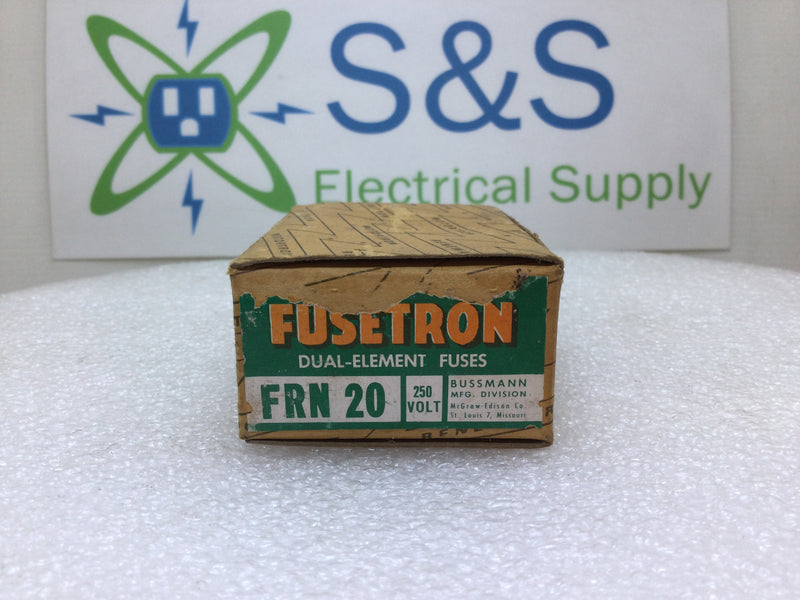 S&S
Electrical Supply
FUSETRON
DUAL-ELEMENT FUSES
FRN 20
250
VOLT
BUSSMANN
MFG. DIVISION
McGraw-Edison Co.
St. Louis 7, Missouri